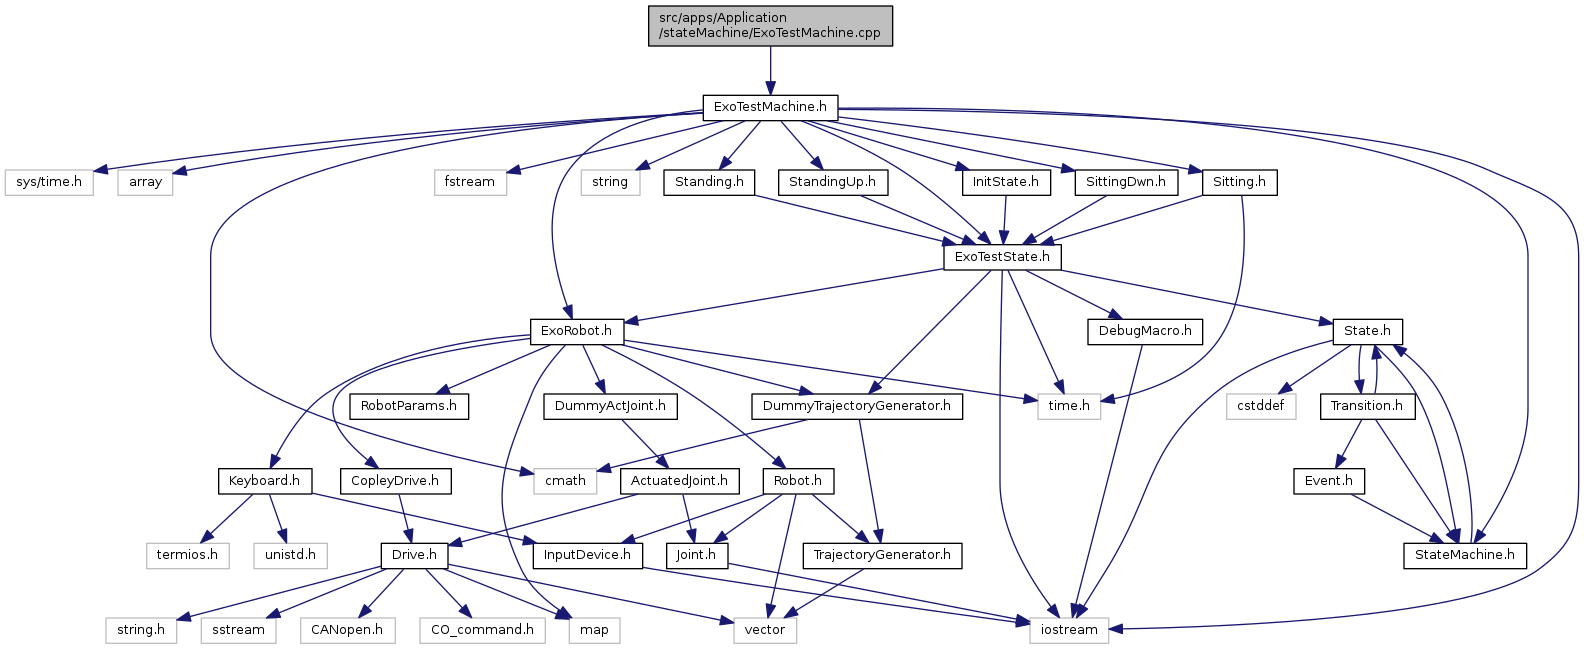 src/apps/Application
/stateMachine/ExoTestMachine.cpp
ExoTestMachine.h
sys/time.h
array
fstream
string
Standing.h
StandingUp.h
InitState.h
SittingDwn.h
Sitting.h
ExoTestState.h
ExoRobot.h
DebugMacro.h
State.h
RobotParams.h
DummyActJoint.h
DummyTrajectoryGenerator.h
time.h
cstddef
Transition.h
Keyboard.h
CopleyDrive.h
cmath
ActuatedJoint.h
Robot.h
Event.h
termios.h
unistd.h
Drive.h
InputDevice.h
Joint.h
TrajectoryGenerator.h
StateMachine.h
string.h
sstream
CANopen.h
CO_command.h
map
vector
iostream